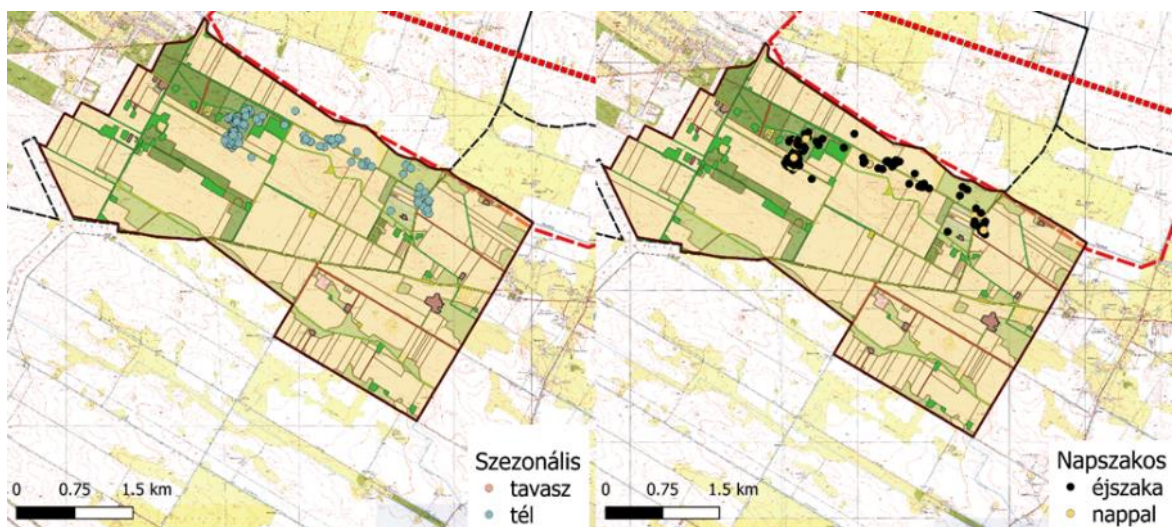 Szezonális
tavasz
tél
0 0.75 1.5 km
Napszakos
éjszaka
nappal
0 0.75 1.5 km